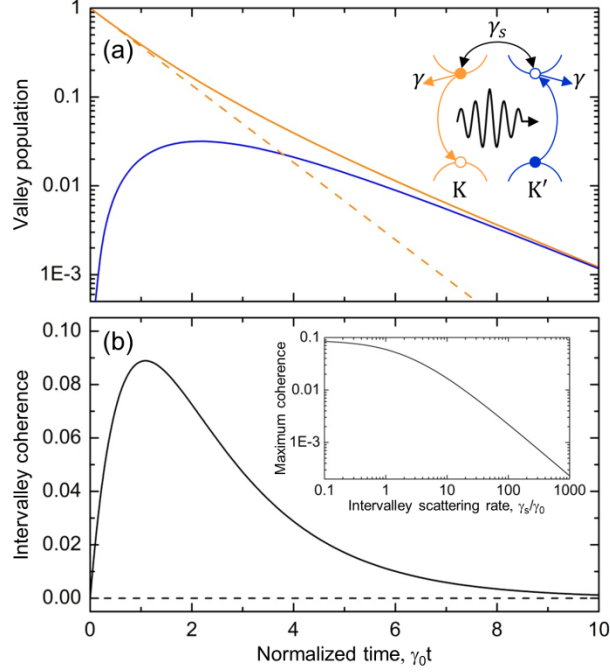 (a)
Valley population
1
0.1
0.01
1E-3
γs
γ
γ
K
K′
(b)
Intervalley coherence
0.10
0.08
0.06
0.04
0.02
0.00
Maximum coherence
0.1
0.01
1E-3
0.1 1 10 100 1000
Intervalley scattering rate, γs/γ0
0 2 4 6 8 10
Normalized time, γ0t